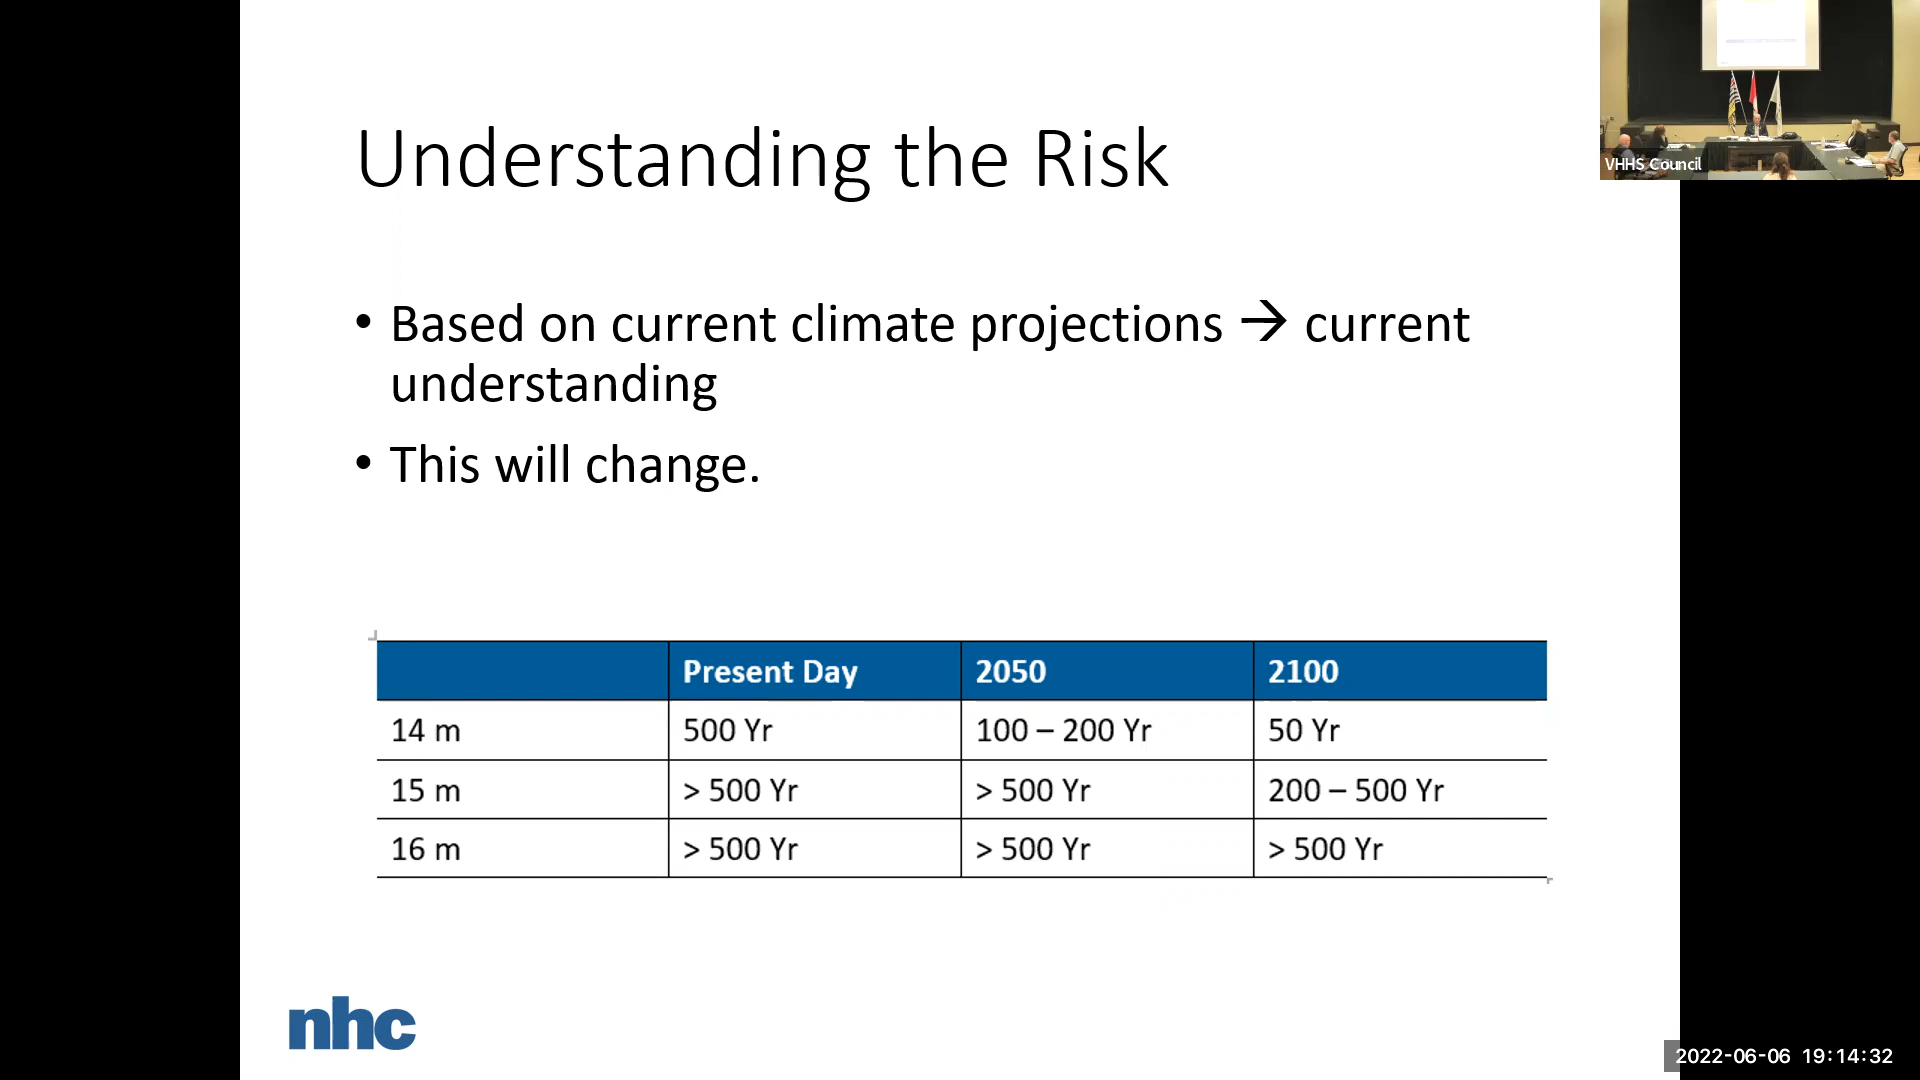 Understanding the Risk
VHHS Council
• Based on current climate projections → current
understanding
• This will change.
Present Day 2050 2100
14 m 500 Yr 100 – 200 Yr 50 Yr
15 m > 500 Yr > 500 Yr 200 – 500 Yr
16 m > 500 Yr > 500 Yr > 500 Yr
nhc
2022-06-06 19:14:32